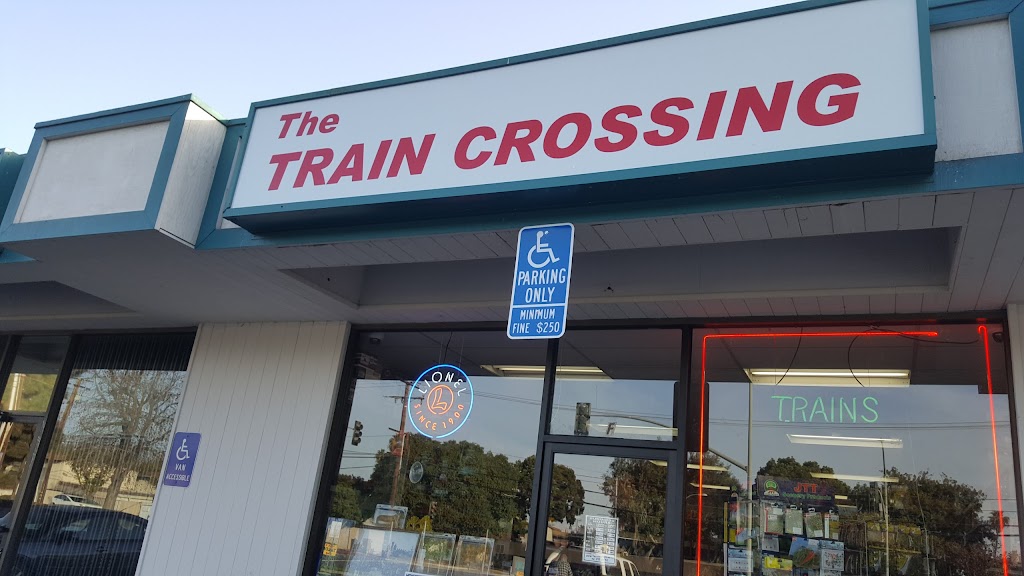 The
TRAIN CROSSING
PARKING
ONLY
MINIMUM
FINE $250
LIONEL
L
SINCE 1900
TRAINS
VAN
ACCESSIBLE